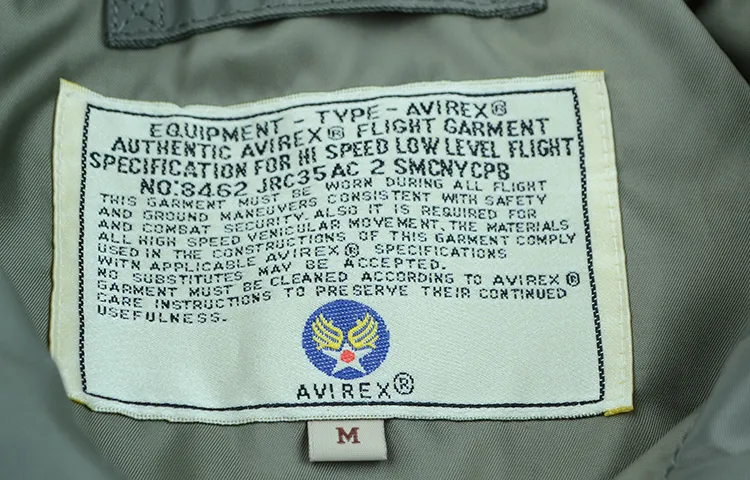 EQUIPMENT - TYPE - AVIREX®
AUTHENTIC AVIREX® FLIGHT GARMENT
SPECIFICATION FOR HI SPEED LOW LEVEL FLIGHT
NO:8462 JRC35AC 2 SMCNYCPB
THIS GARMENT MUST BE WORN DURING ALL FLIGHT
AND GROUND MANEUVERS CONSISTENT WITH SAFETY
AND COMBAT SECURITY. ALSO IT IS REQUIRED FOR
ALL HIGH SPEED VEHICULAR MOVEMENT. THE MATERIALS
USED IN THE CONSTRUCTIONS OF THIS GARMENT COMPLY
WITH APPLICABLE AVIREX® SPECIFICATIONS
NO SUBSTITUTES MAY BE ACCEPTED.
GARMENT MUST BE CLEANED ACCORDING TO AVIREX®
CARE INSTRUCTIONS TO PRESERVE THEIR CONTINUED
USEFULNESS.
AVIREX®
M